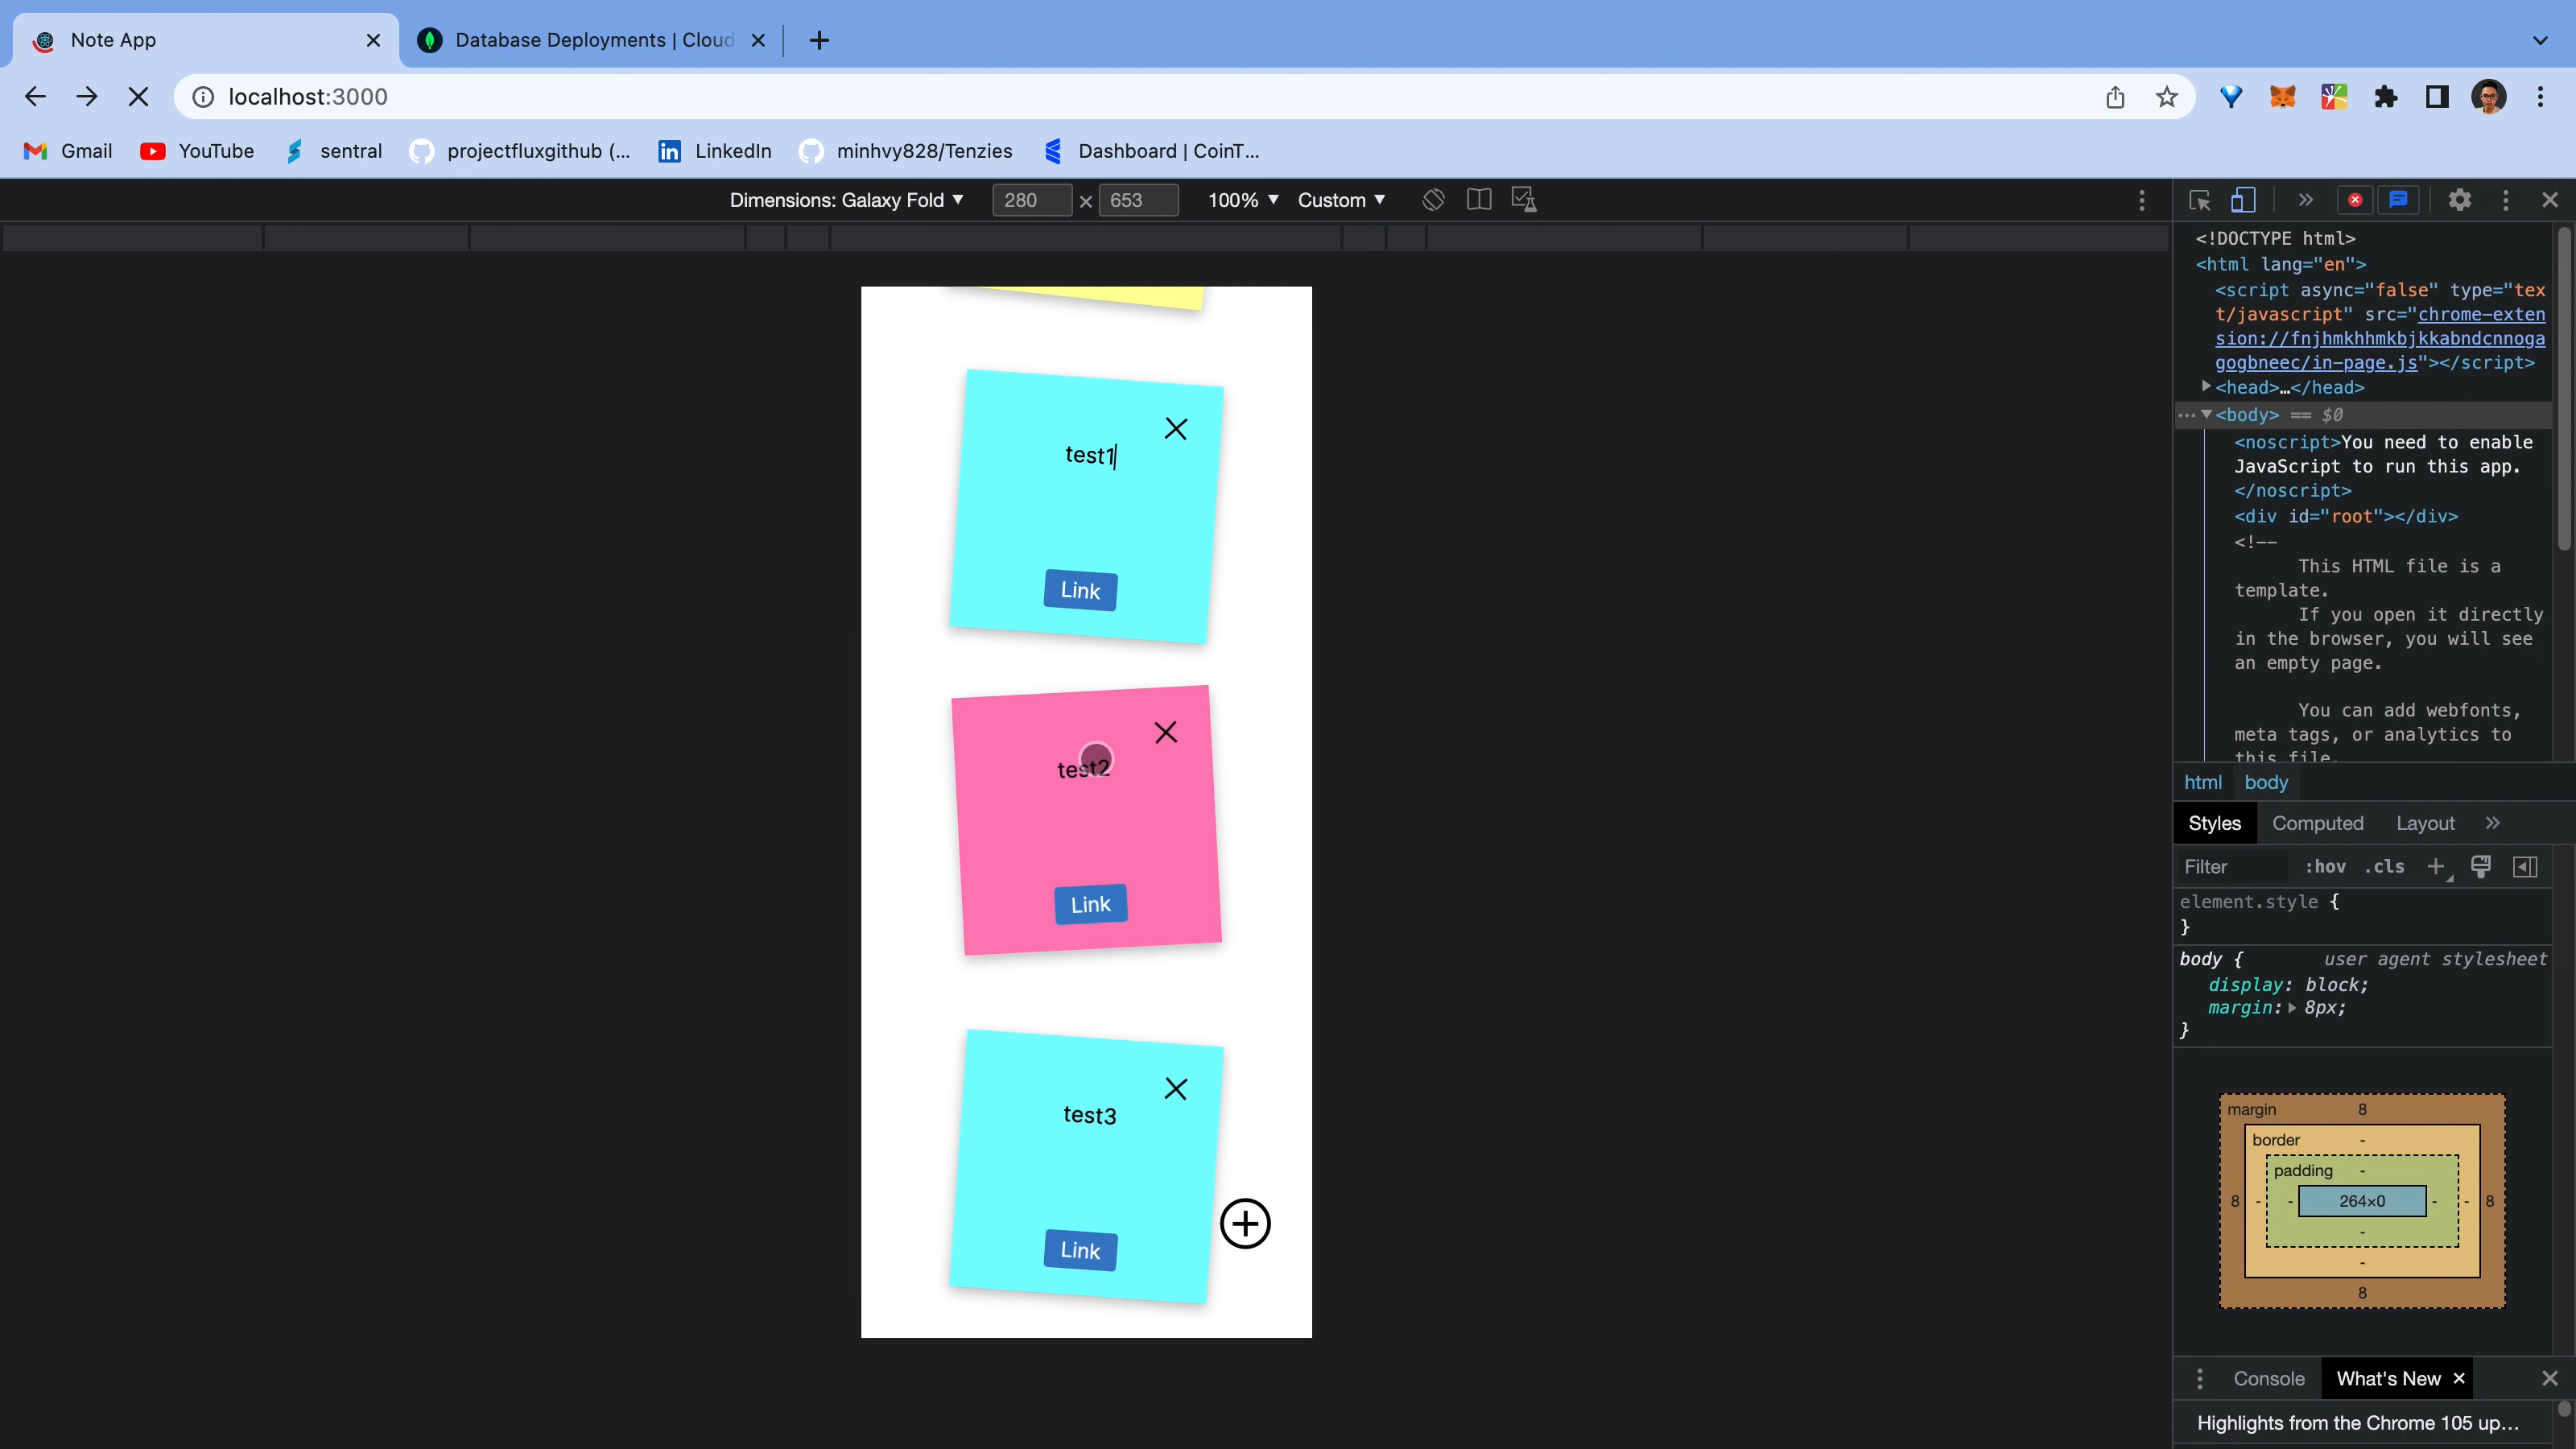 Note App
Database Deployments | Cloud
localhost:3000
Gmail
YouTube
sentral
projectfluxgithub (...
LinkedIn
minhvy828/Tenzies
Dashboard | CoinT...
Dimensions: Galaxy Fold
280
×
653
100%
Custom
test1
Link
test2
Link
test3
Link
<!DOCTYPE html>
<html lang="en">
<script async="false" type="tex
t/javascript" src="chrome-exten
sion://fnjhmkhhmkbjkkabndcnnoga
gogbneec/in-page.js"></script>
<head>…</head>
<body> == $0
<noscript>You need to enable
JavaScript to run this app.
</noscript>
<div id="root"></div>
<!--
This HTML file is a
template.
If you open it directly
in the browser, you will see
an empty page.
You can add webfonts,
meta tags, or analytics to
this file.
html body
Styles Computed Layout
Filter :hov .cls
element.style {
}
body { user agent stylesheet
display: block;
margin: 8px;
}
margin 8
border -
padding -
8 - - 264×0 - - 8
-
-
8
Console What's New
Highlights from the Chrome 105 up...